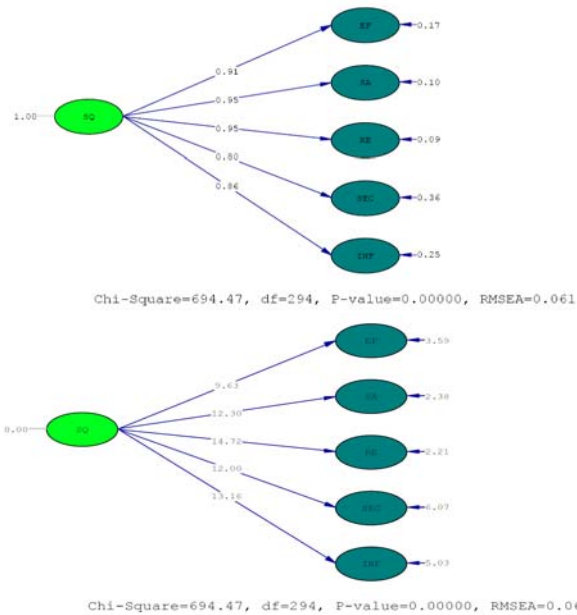 EF
0.17
0.91
SA
0.10
0.95
1.00
SQ
0.95
RE
0.09
0.80
SEC
0.36
0.86
INF
0.25
Chi-Square=694.47, df=294, P-value=0.00000, RMSEA=0.061
EF
3.59
9.63
SA
2.38
12.30
0.00
SQ
14.72
RE
2.21
12.00
SEC
6.07
13.16
INF
5.03
Chi-Square=694.47, df=294, P-value=0.00000, RMSEA=0.0